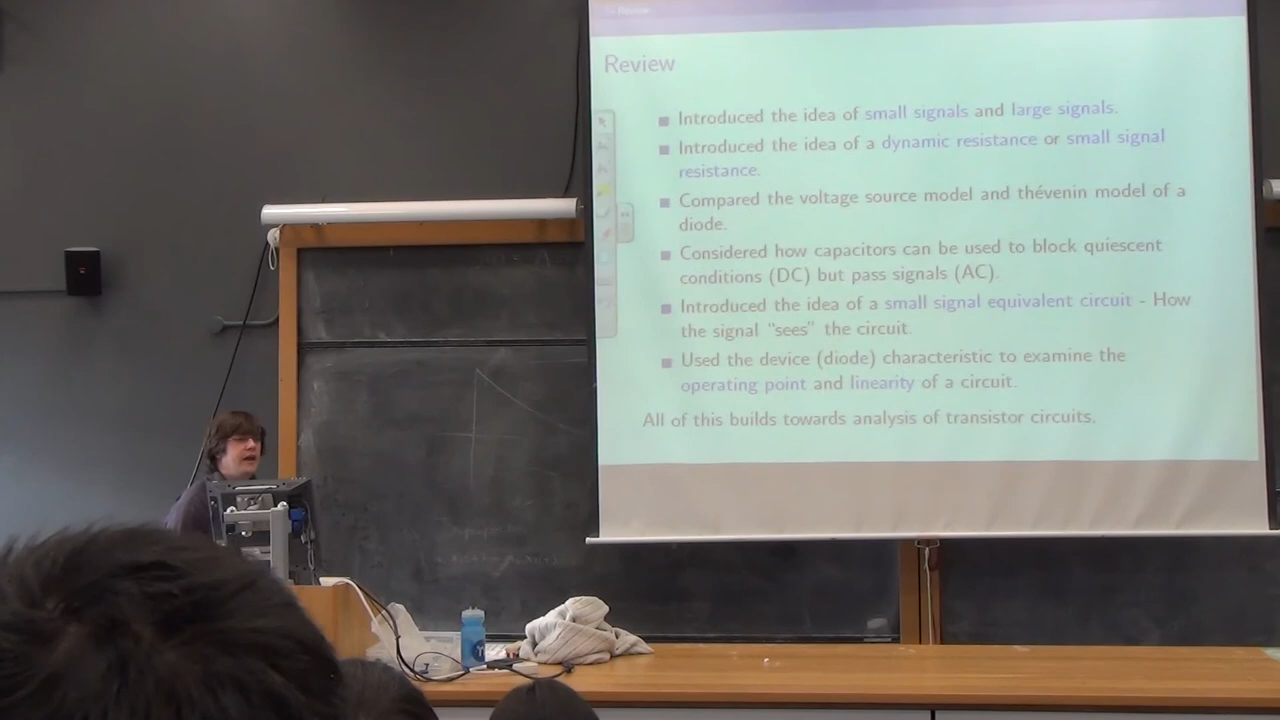 Review
Review
Introduced the idea of small signals and large signals.
Introduced the idea of a dynamic resistance or small signal
resistance.
Compared the voltage source model and thévenin model of a
diode.
Considered how capacitors can be used to block quiescent
conditions (DC) but pass signals (AC).
Introduced the idea of a small signal equivalent circuit - How
the signal "sees" the circuit.
Used the device (diode) characteristic to examine the
operating point and linearity of a circuit.
All of this builds towards analysis of transistor circuits.